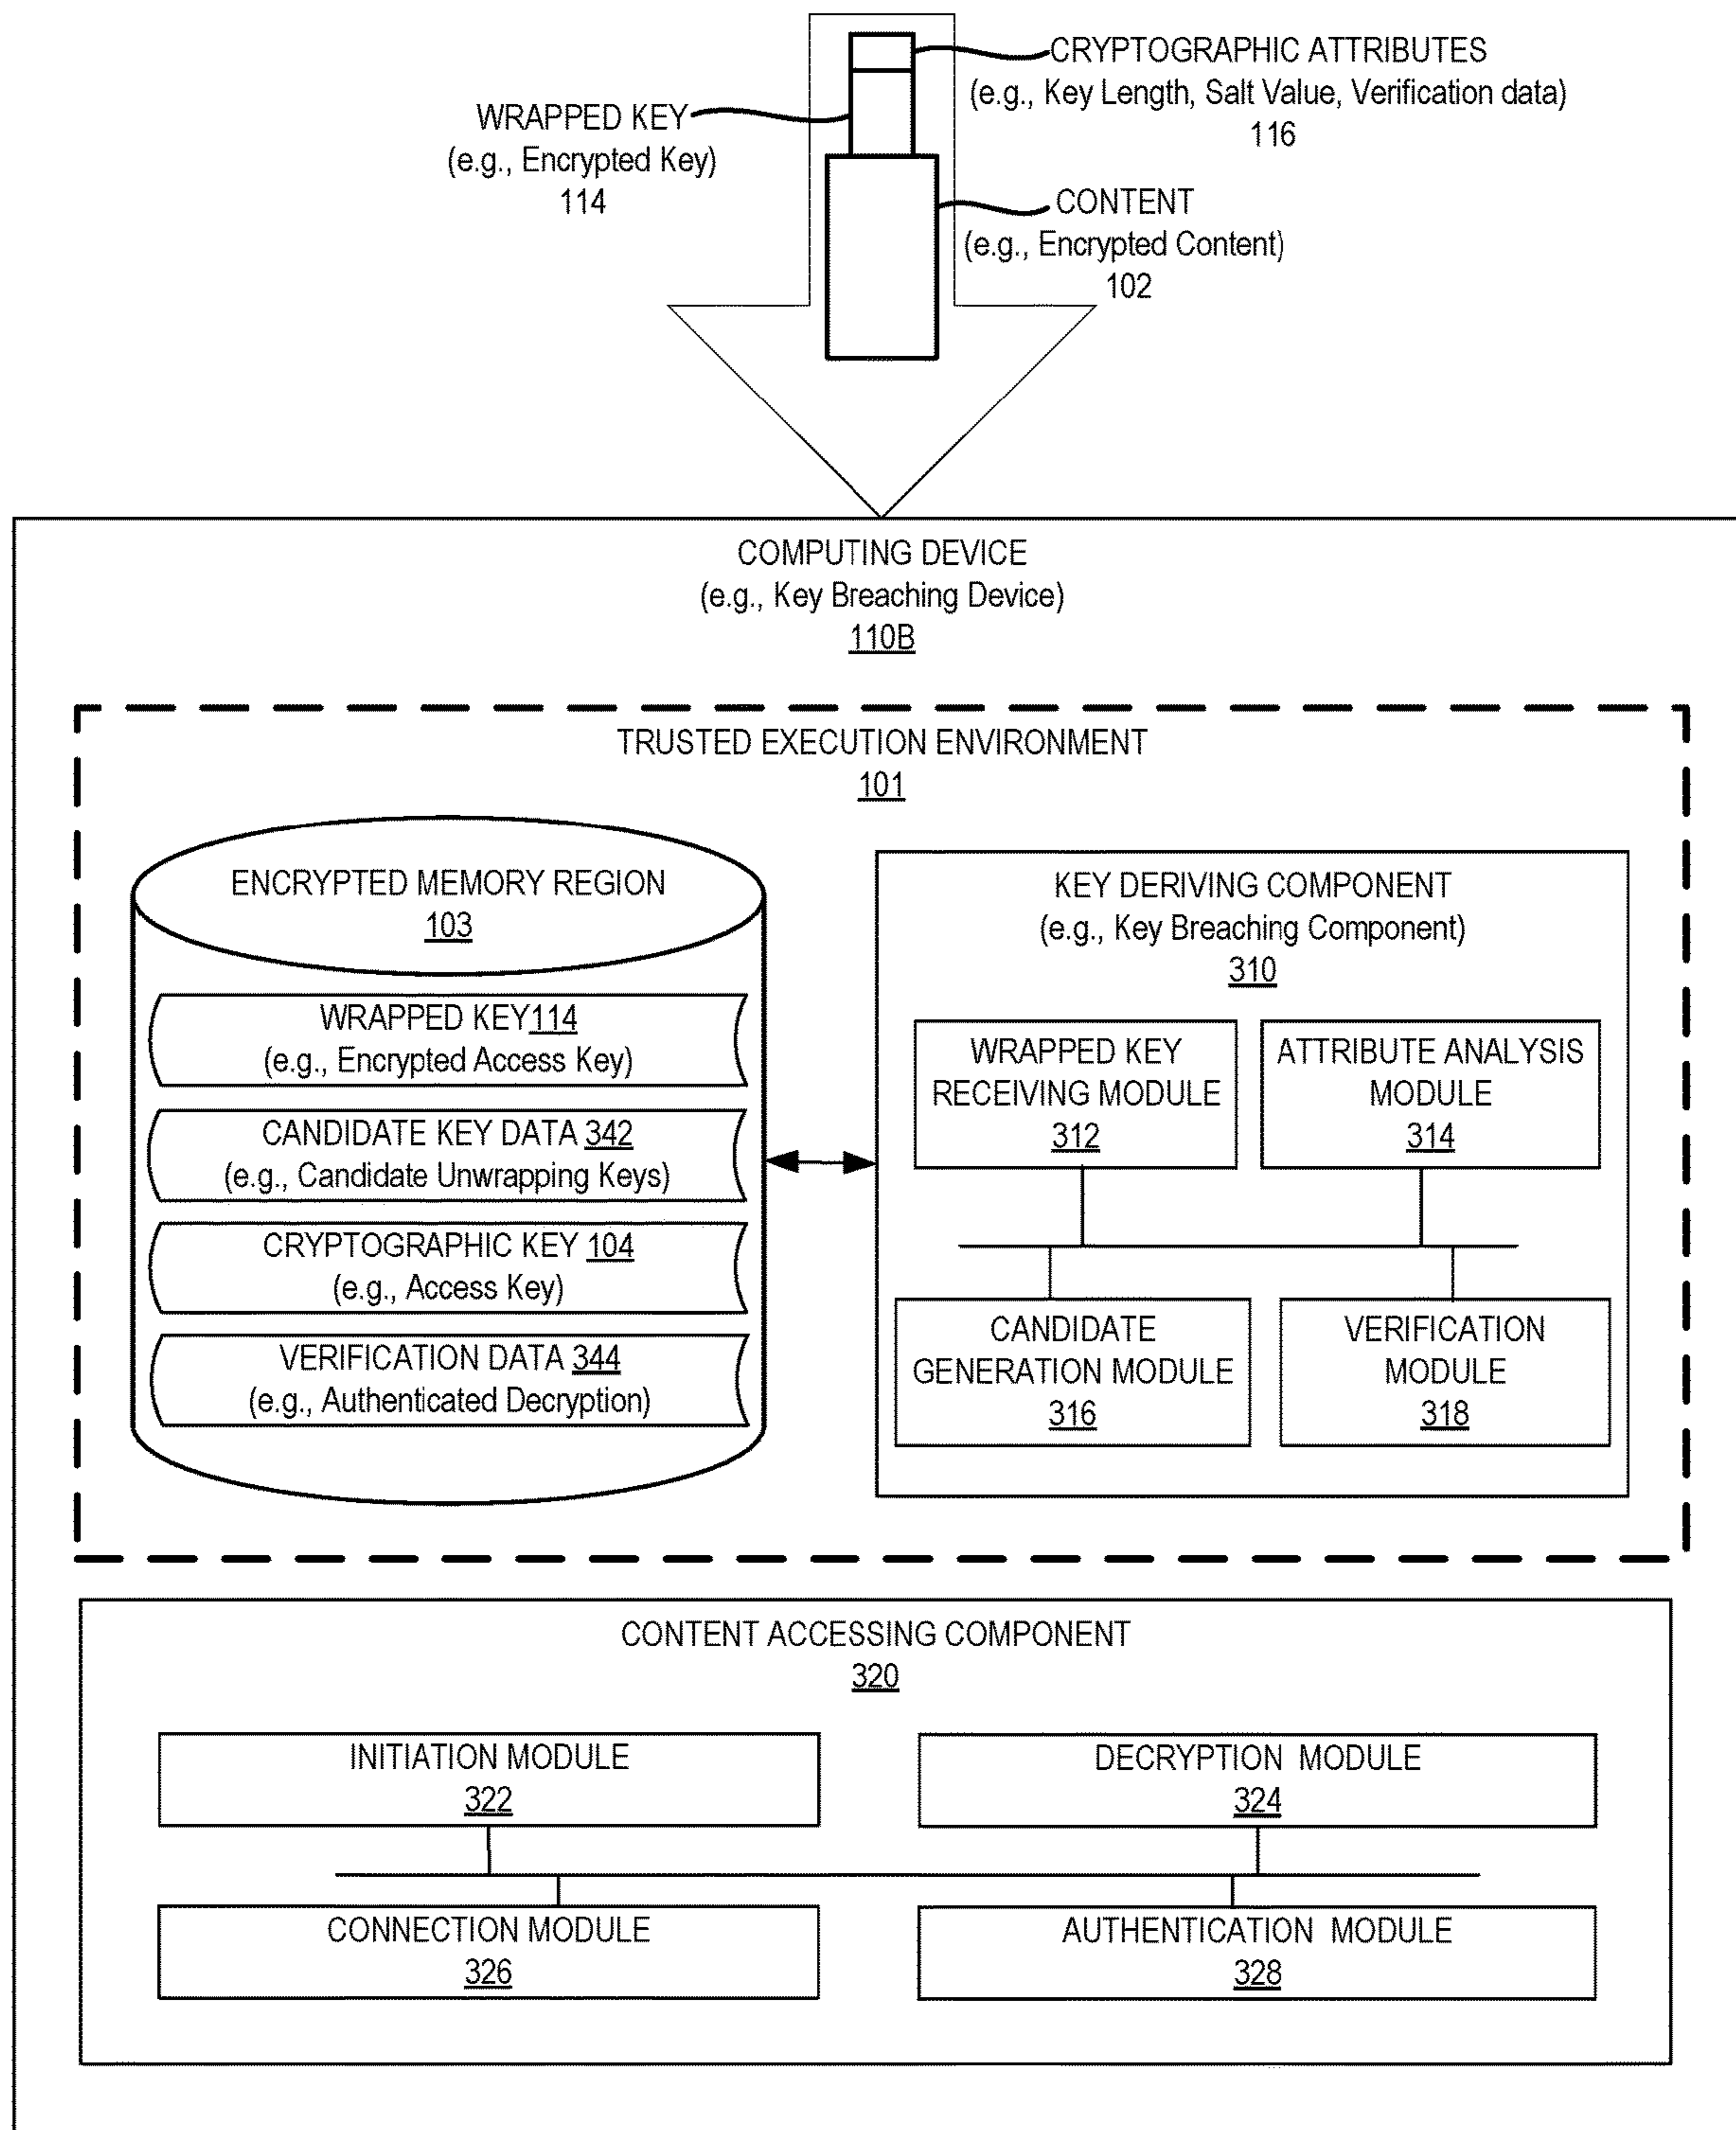 CRYPTOGRAPHIC ATTRIBUTES
(e.g., Key Length, Salt Value, Verification data)
116
WRAPPED KEY
(e.g., Encrypted Key)
114
CONTENT
(e.g., Encrypted Content)
102
COMPUTING DEVICE
(e.g., Key Breaching Device)
110B
TRUSTED EXECUTION ENVIRONMENT
101
ENCRYPTED MEMORY REGION
103
WRAPPED KEY114
(e.g., Encrypted Access Key)
CANDIDATE KEY DATA 342
(e.g., Candidate Unwrapping Keys)
CRYPTOGRAPHIC KEY 104
(e.g., Access Key)
VERIFICATION DATA 344
(e.g., Authenticated Decryption)
KEY DERIVING COMPONENT
(e.g., Key Breaching Component)
310
WRAPPED KEY
RECEIVING MODULE
312
ATTRIBUTE ANALYSIS
MODULE
314
CANDIDATE
GENERATION MODULE
316
VERIFICATION
MODULE
318
CONTENT ACCESSING COMPONENT
320
INITIATION MODULE
322
DECRYPTION MODULE
324
CONNECTION MODULE
326
AUTHENTICATION MODULE
328